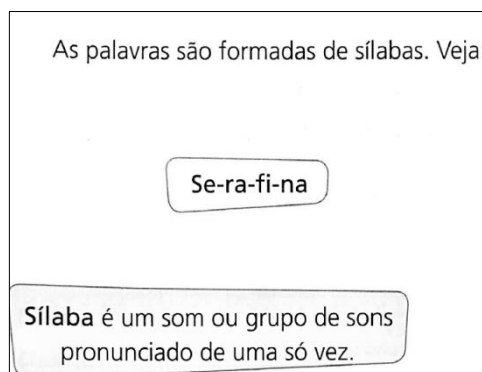 As palavras são formadas de sílabas. Veja
Se-ra-fi-na
Sílaba é um som ou grupo de sons
pronunciado de uma só vez.